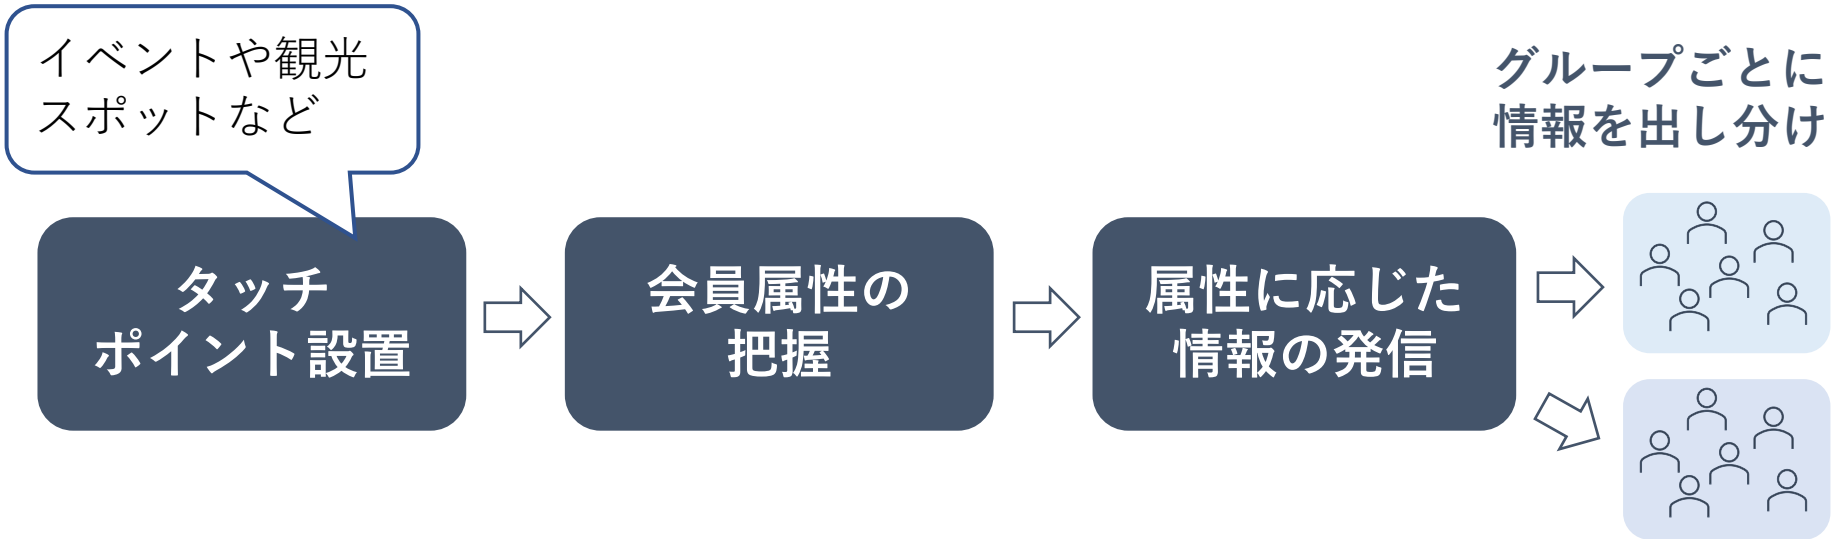 イベントや観光
スポットなど
タッチ
ポイント設置
会員属性の
把握
属性に応じた
情報の発信
グループごとに
情報を出し分け